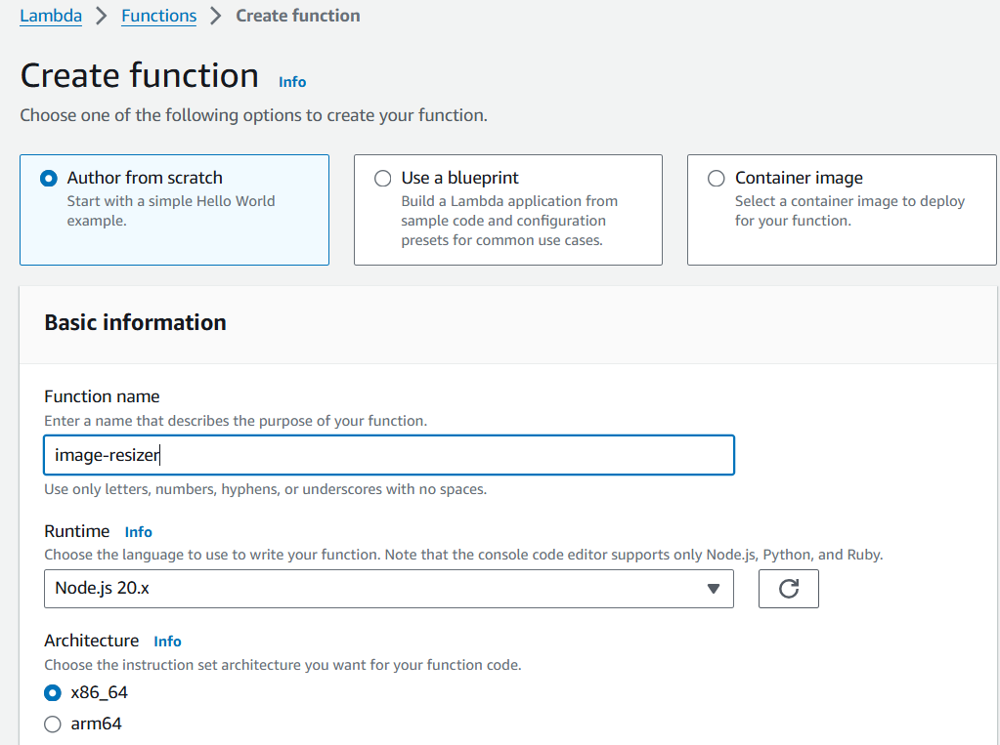 Lambda > Functions > Create function
Create function Info
Choose one of the following options to create your function.
Author from scratch
Start with a simple Hello World
example.
Use a blueprint
Build a Lambda application from
sample code and configuration
presets for common use cases.
Container image
Select a container image to deploy
for your function.
Basic information
Function name
Enter a name that describes the purpose of your function.
image-resizer
Use only letters, numbers, hyphens, or underscores with no spaces.
Runtime Info
Choose the language to use to write your function. Note that the console code editor supports only Node.js, Python, and Ruby.
Node.js 20.x
Architecture Info
Choose the instruction set architecture you want for your function code.
x86_64
arm64